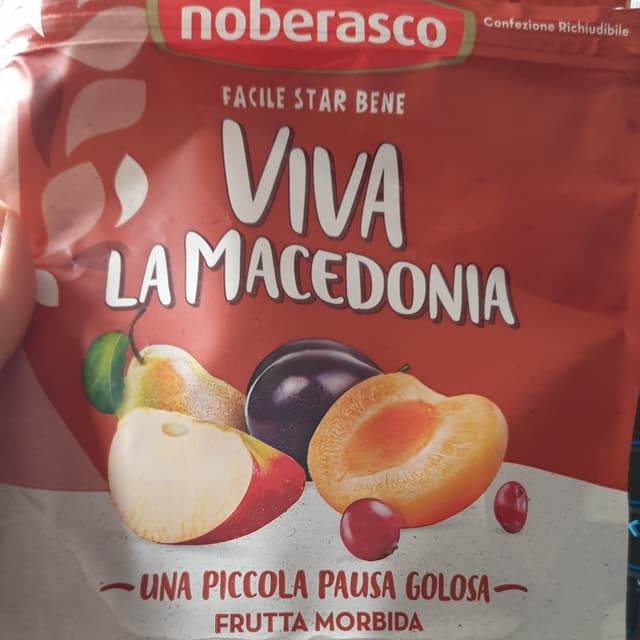 noberasco
Confezione Richiudibile
FACILE STAR BENE
VIVA
LA MACEDONIA
UNA PICCOLA PAUSA GOLOSA
FRUTTA MORBIDA